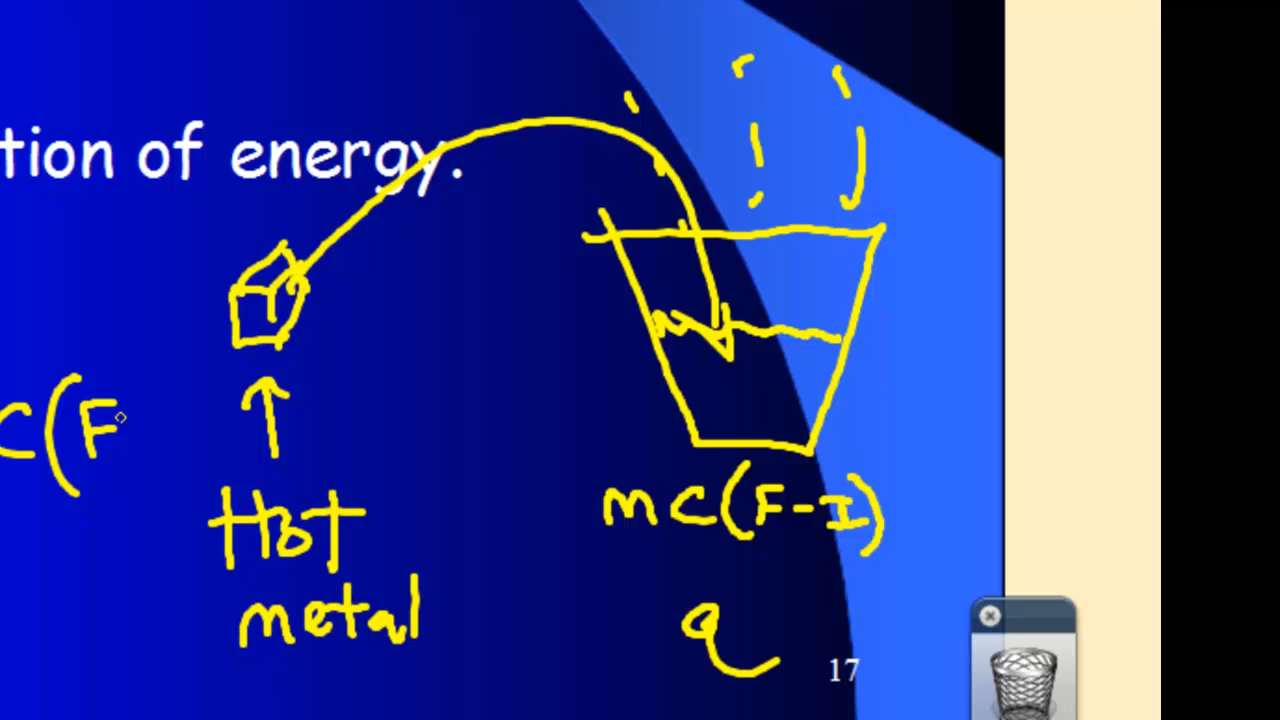 tion of energy.
C(F
Hot
metal
mC(F-I)
q
17